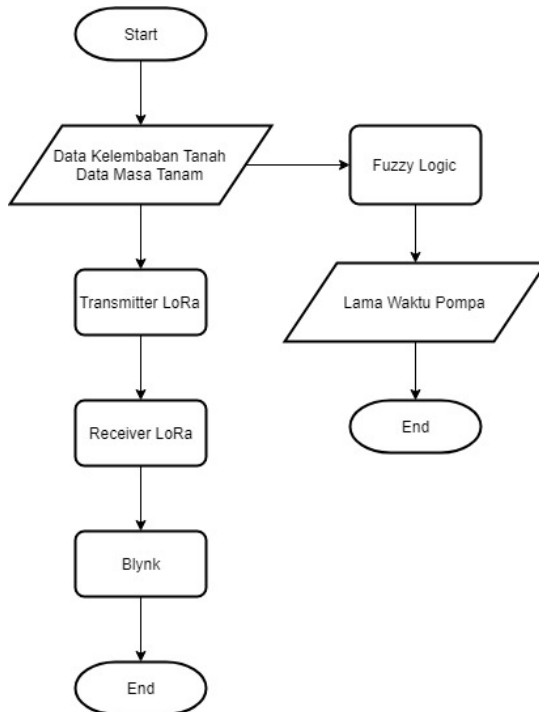 Start
Data Kelembaban Tanah
Data Masa Tanam
Fuzzy Logic
Transmitter LoRa
Lama Waktu Pompa
Receiver LoRa
End
Blynk
End